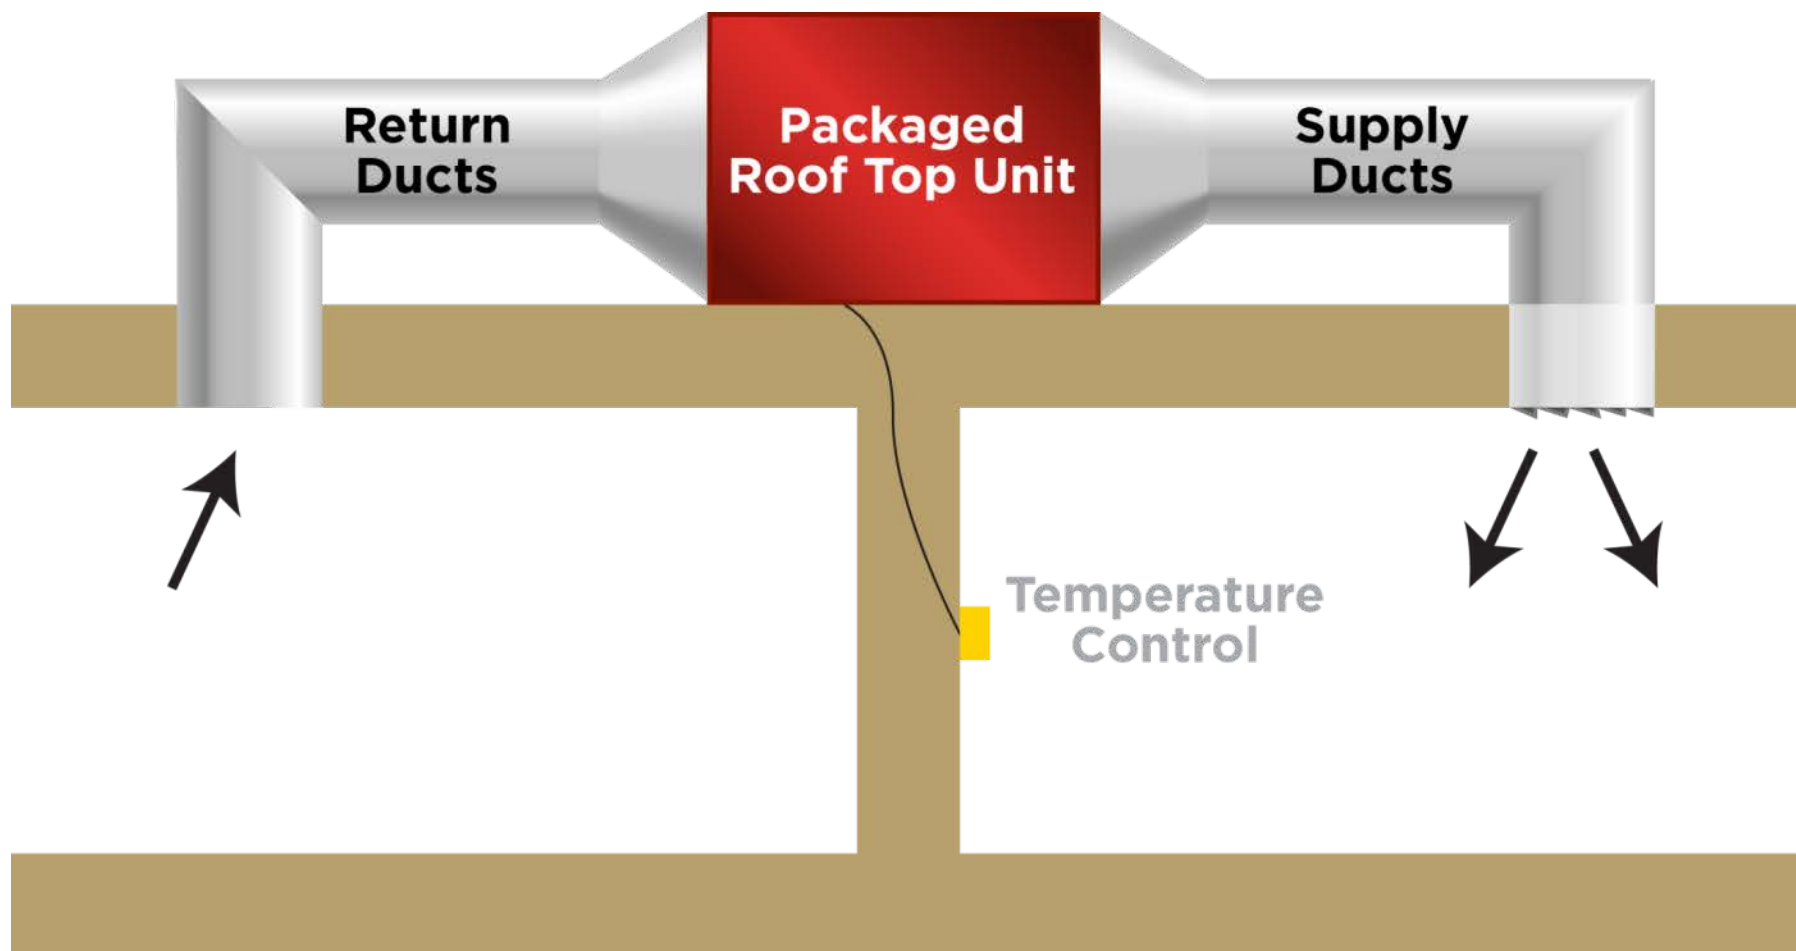 Return
Ducts
Packaged
Roof Top Unit
Supply
Ducts
Temperature
Control